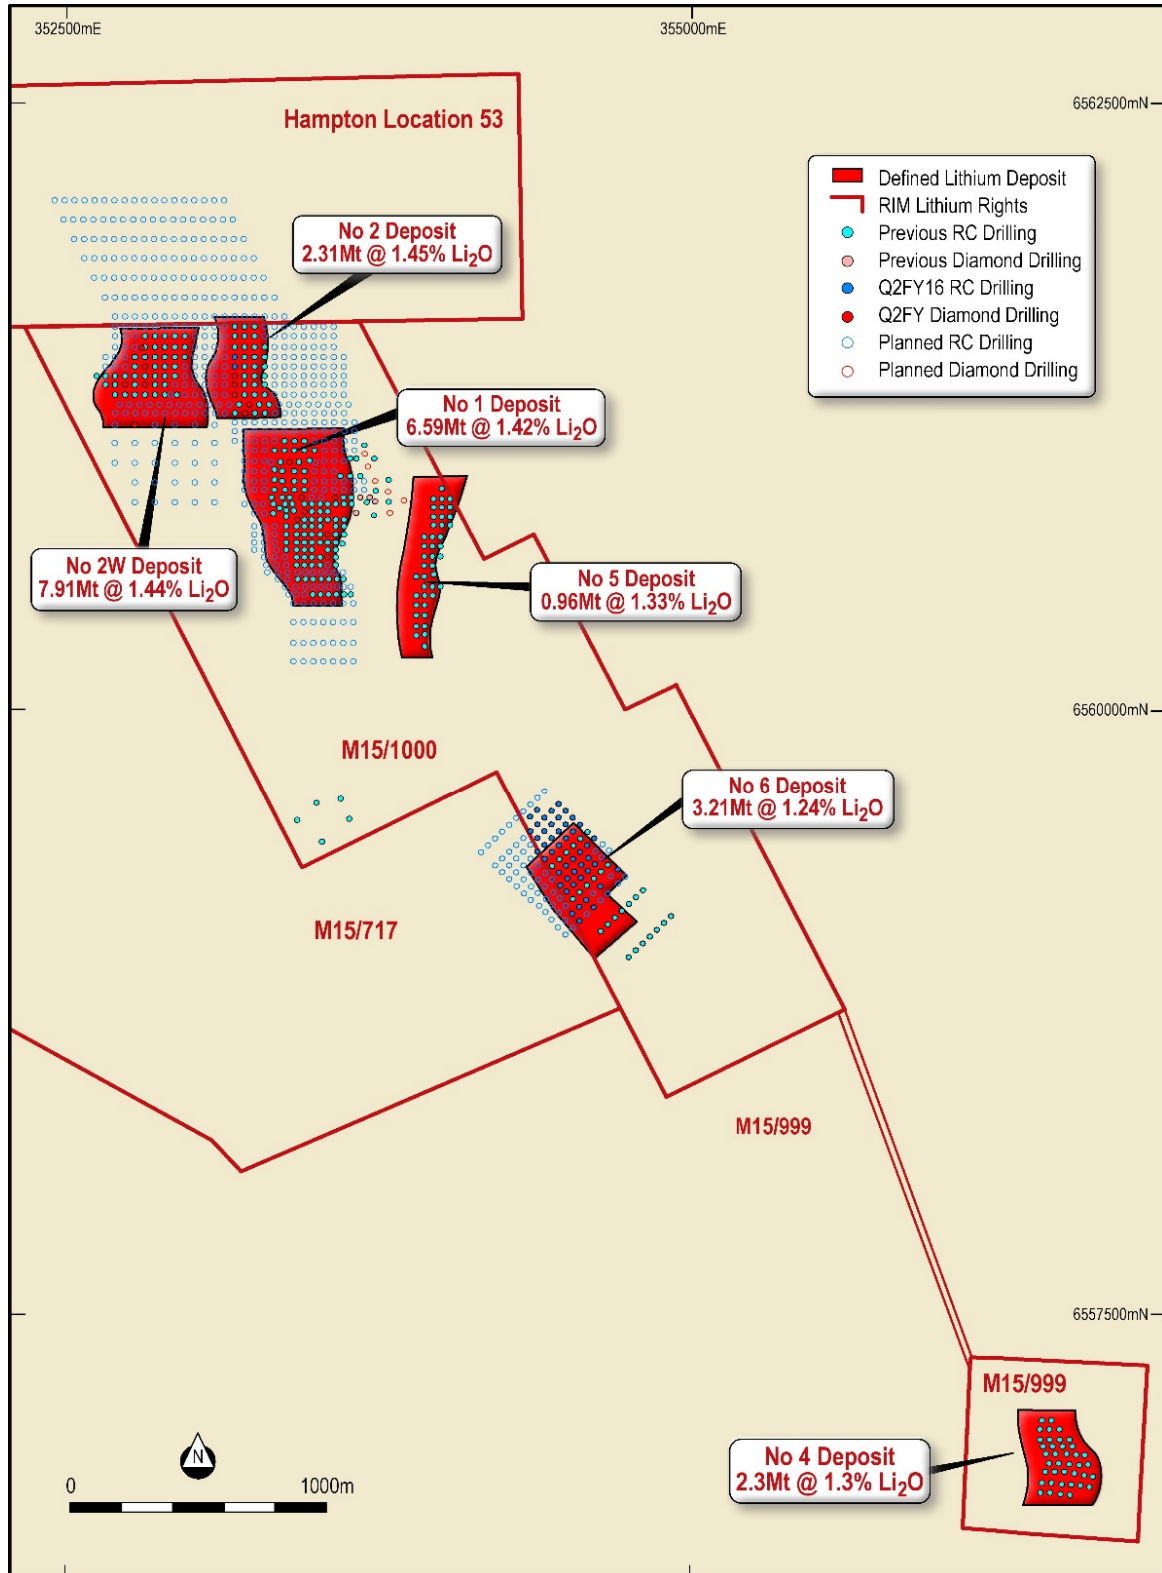 352500mE
355000mE
6562500mN
Hampton Location 53
Defined Lithium Deposit
RIM Lithium Rights
Previous RC Drilling
Previous Diamond Drilling
Q2FY16 RC Drilling
Q2FY Diamond Drilling
Planned RC Drilling
Planned Diamond Drilling
No 2 Deposit
2.31Mt @ 1.45% Li₂O
No 1 Deposit
6.59Mt @ 1.42% Li₂O
No 2W Deposit
7.91Mt @ 1.44% Li₂O
No 5 Deposit
0.96Mt @ 1.33% Li₂O
6560000mN
M15/1000
No 6 Deposit
3.21Mt @ 1.24% Li₂O
M15/717
M15/999
6557500mN
M15/999
No 4 Deposit
2.3Mt @ 1.3% Li₂O
N
0 1000m